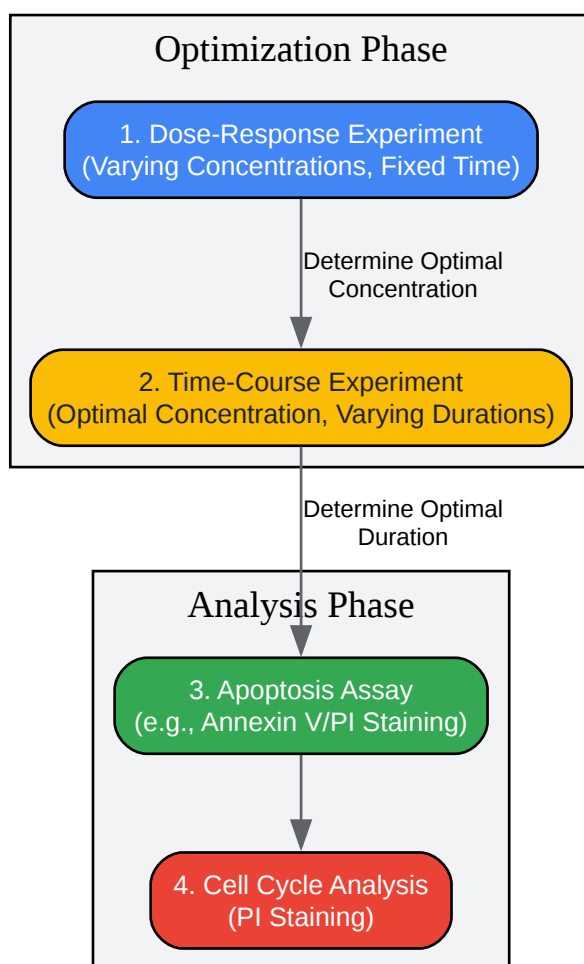 Optimization Phase
1. Dose-Response Experiment
(Varying Concentrations, Fixed Time)
Determine Optimal
Concentration
2. Time-Course Experiment
(Optimal Concentration, Varying Durations)
Determine Optimal
Duration
Analysis Phase
3. Apoptosis Assay
(e.g., Annexin V/PI Staining)
4. Cell Cycle Analysis
(PI Staining)